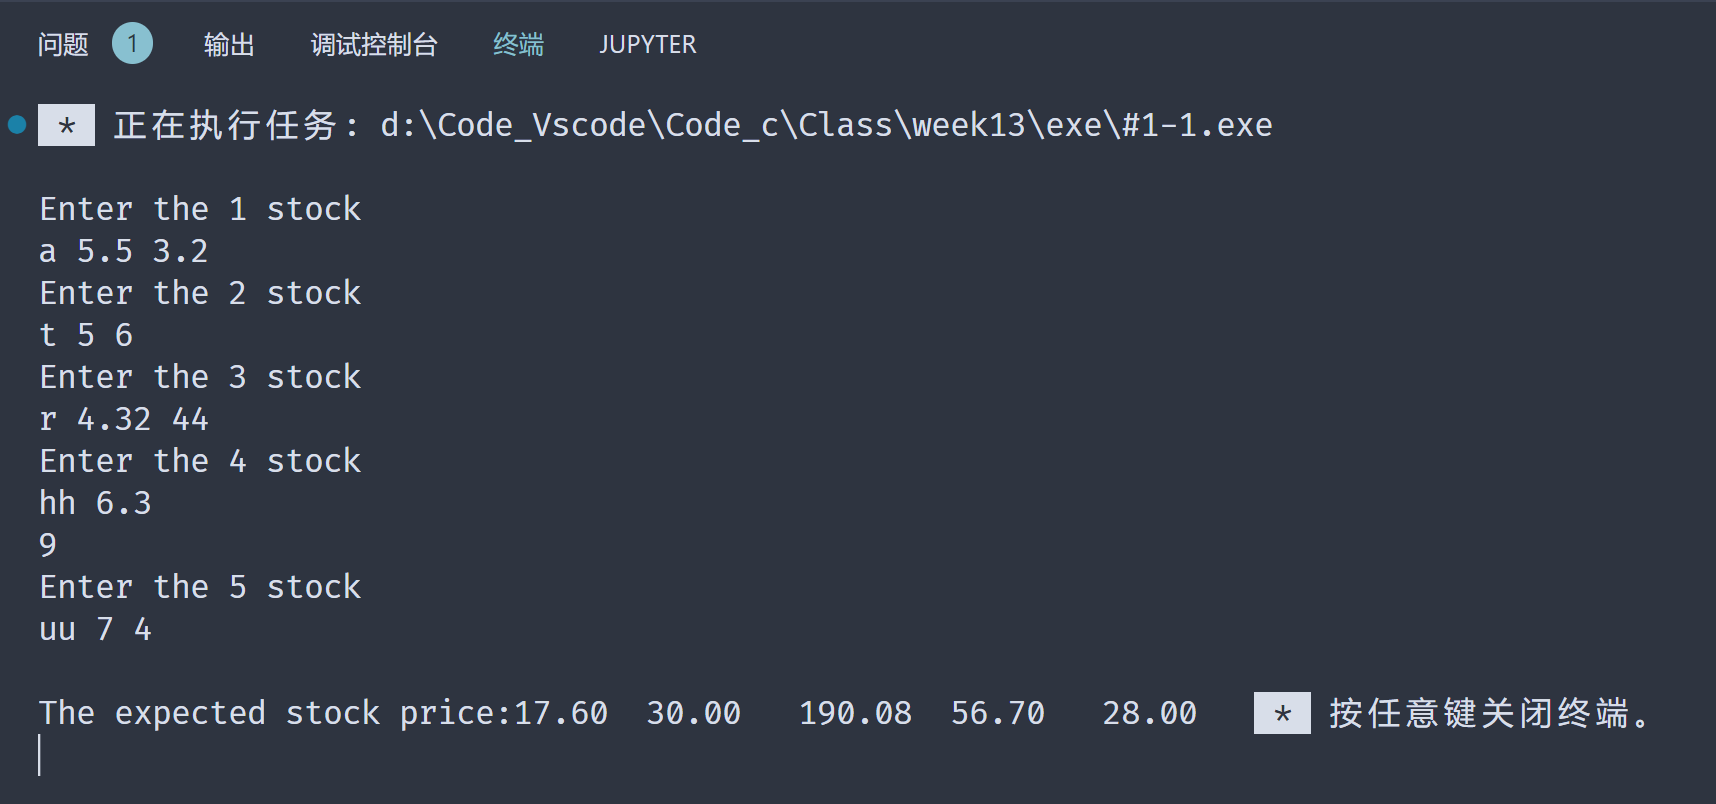 问题 1 输出 调试控制台 终端 JUPYTER
* 正在执行任务: d:\Code_Vscode\Code_c\Class\week13\exe\#1-1.exe
Enter the 1 stock
a 5.5 3.2
Enter the 2 stock
t 5 6
Enter the 3 stock
r 4.32 44
Enter the 4 stock
hh 6.3
9
Enter the 5 stock
uu 7 4
The expected stock price:17.60  30.00   190.08  56.70   28.00   * 按任意键关闭终端。